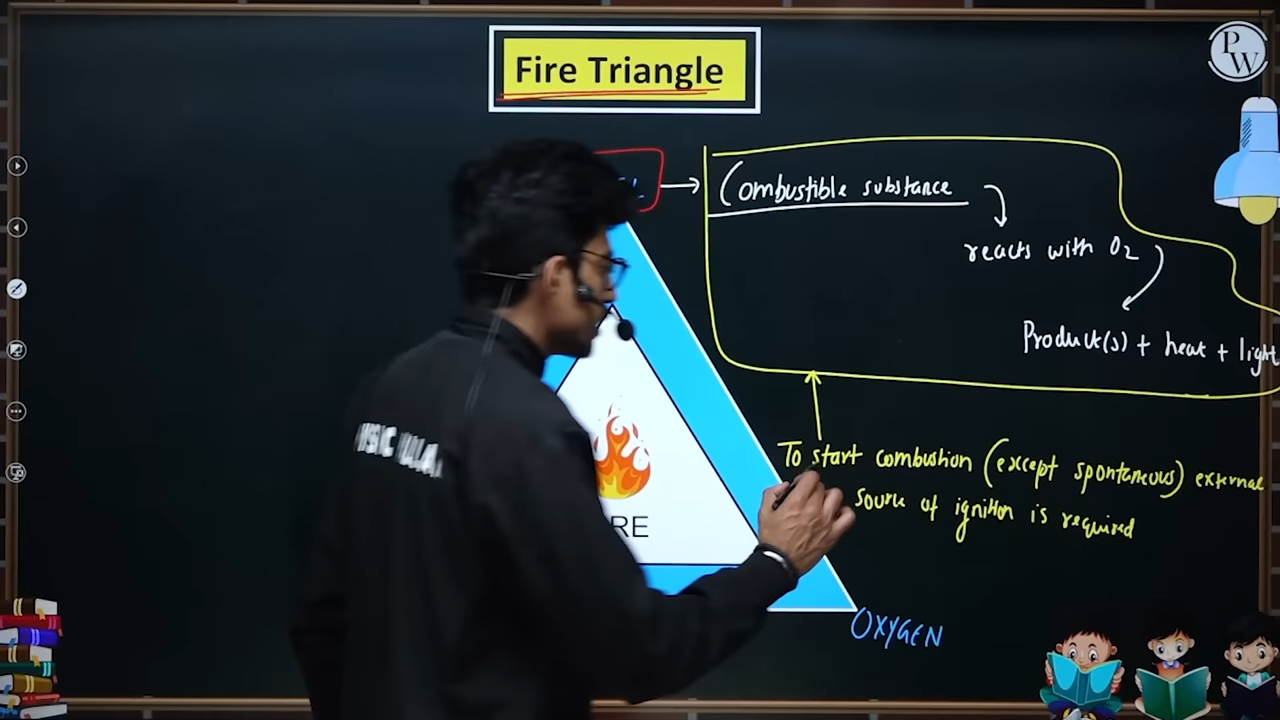 Fire Triangle
PW
Combustible substance
reacts with O2
Product(s) + heat + light
To start combustion (except spontaneous) external
source of ignition is required
OXYGEN